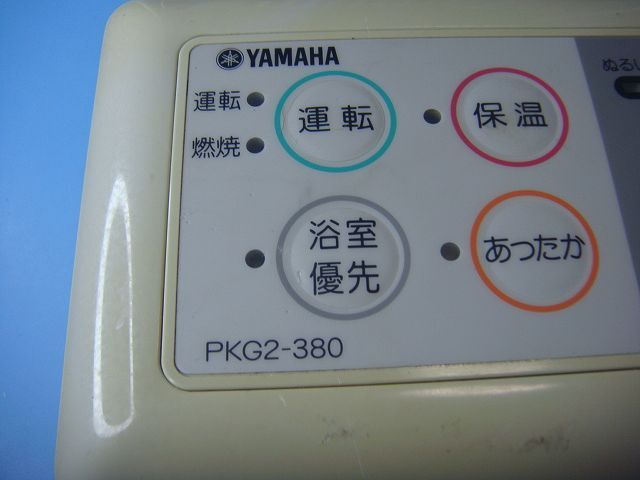 YAMAHA
ぬるい
運転
運転
保温
燃焼
浴室
優先
あったか
PKG2-380